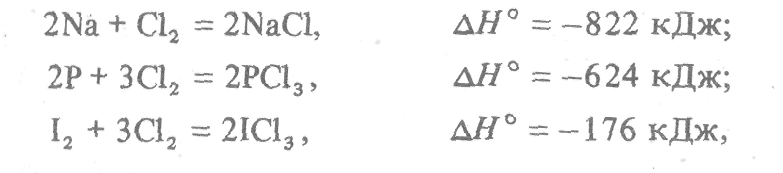 2Na + Cl₂ = 2NaCl, ΔH° = −822 кДж;
2P + 3Cl₂ = 2PCl₃, ΔH° = −624 кДж;
I₂ + 3Cl₂ = 2ICl₃, ΔH° = −176 кДж,